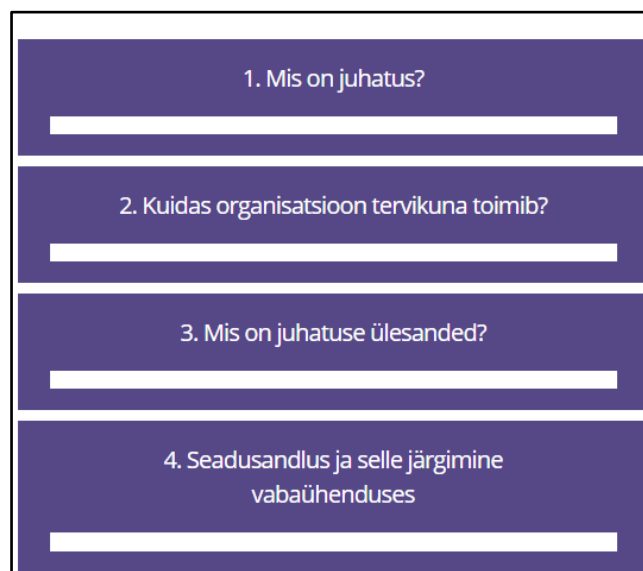 1. Mis on juhatus?
2. Kuidas organisatsioon tervikuna toimib?
3. Mis on juhatuse ülesanded?
4. Seadusandlus ja selle järgimine
vabaühenduses